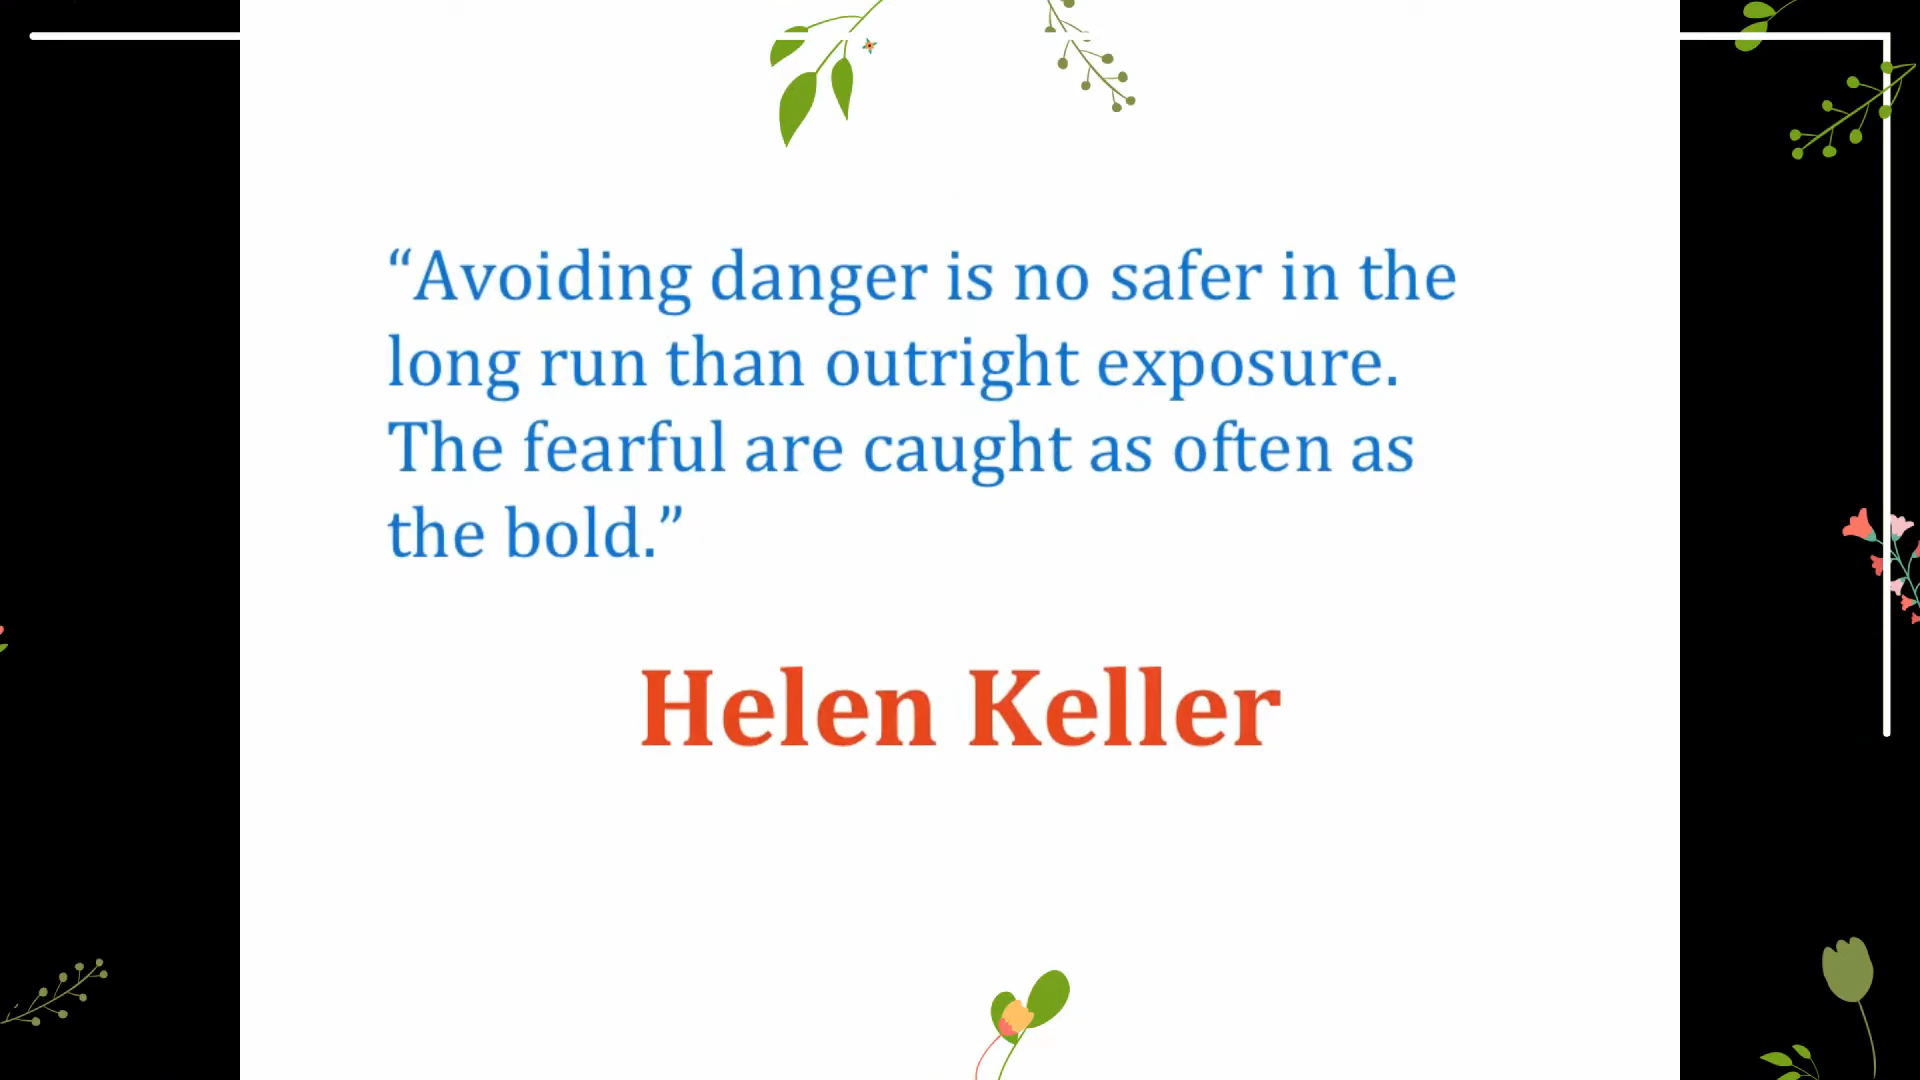 “Avoiding danger is no safer in the
long run than outright exposure.
The fearful are caught as often as
the bold.”
Helen Keller